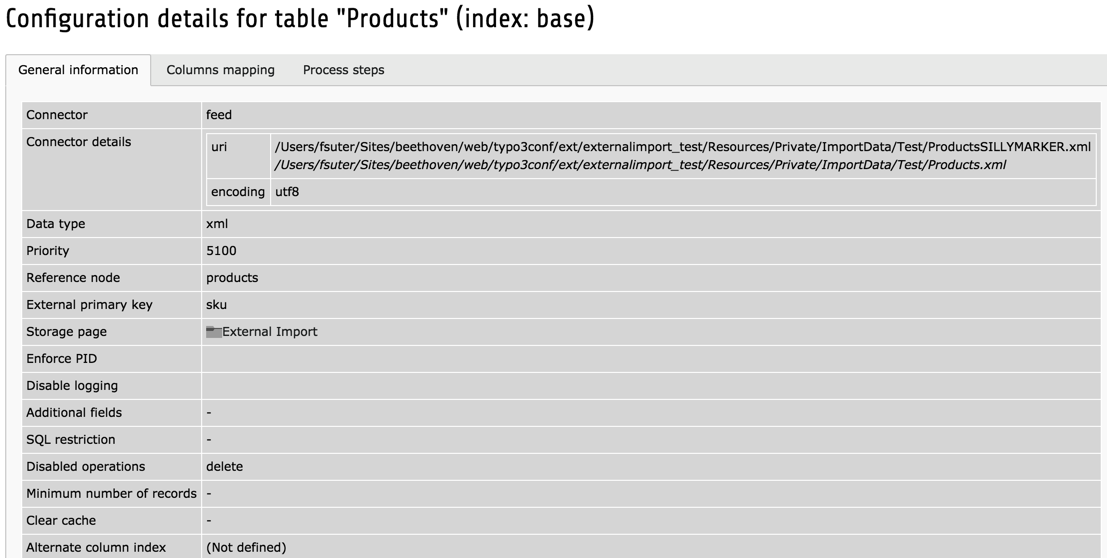 Configuration details for table "Products" (index: base)
General information Columns mapping Process steps
Connector feed
Connector details uri /Users/fsuter/Sites/beethoven/web/typo3conf/ext/externalimport_test/Resources/Private/ImportData/Test/ProductsSILLYMARKER.xml
/Users/fsuter/Sites/beethoven/web/typo3conf/ext/externalimport_test/Resources/Private/ImportData/Test/Products.xml
encoding utf8
Data type xml
Priority 5100
Reference node products
External primary key sku
Storage page External Import
Enforce PID
Disable logging
Additional fields -
SQL restriction -
Disabled operations delete
Minimum number of records -
Clear cache -
Alternate column index (Not defined)